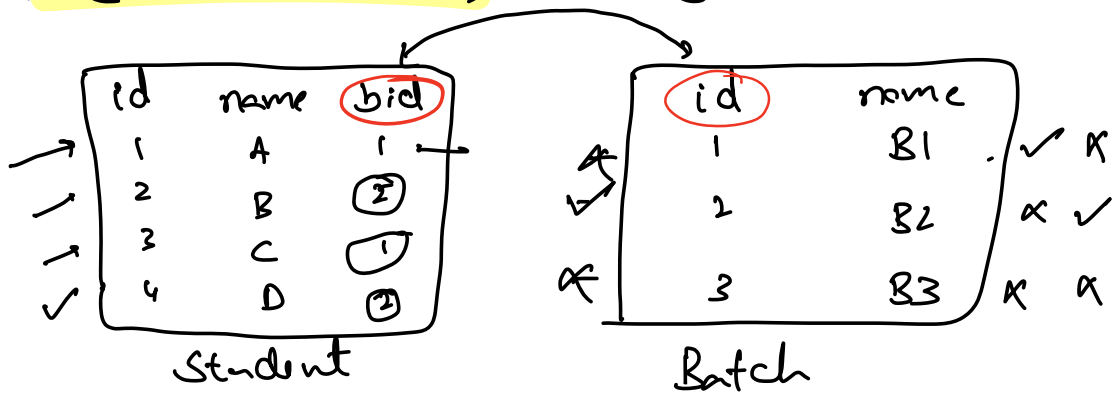 id name bid
1 A 1
2 B 2
3 C 1
4 D 2
Student
id name
1 B1
2 B2
3 B3
Batch